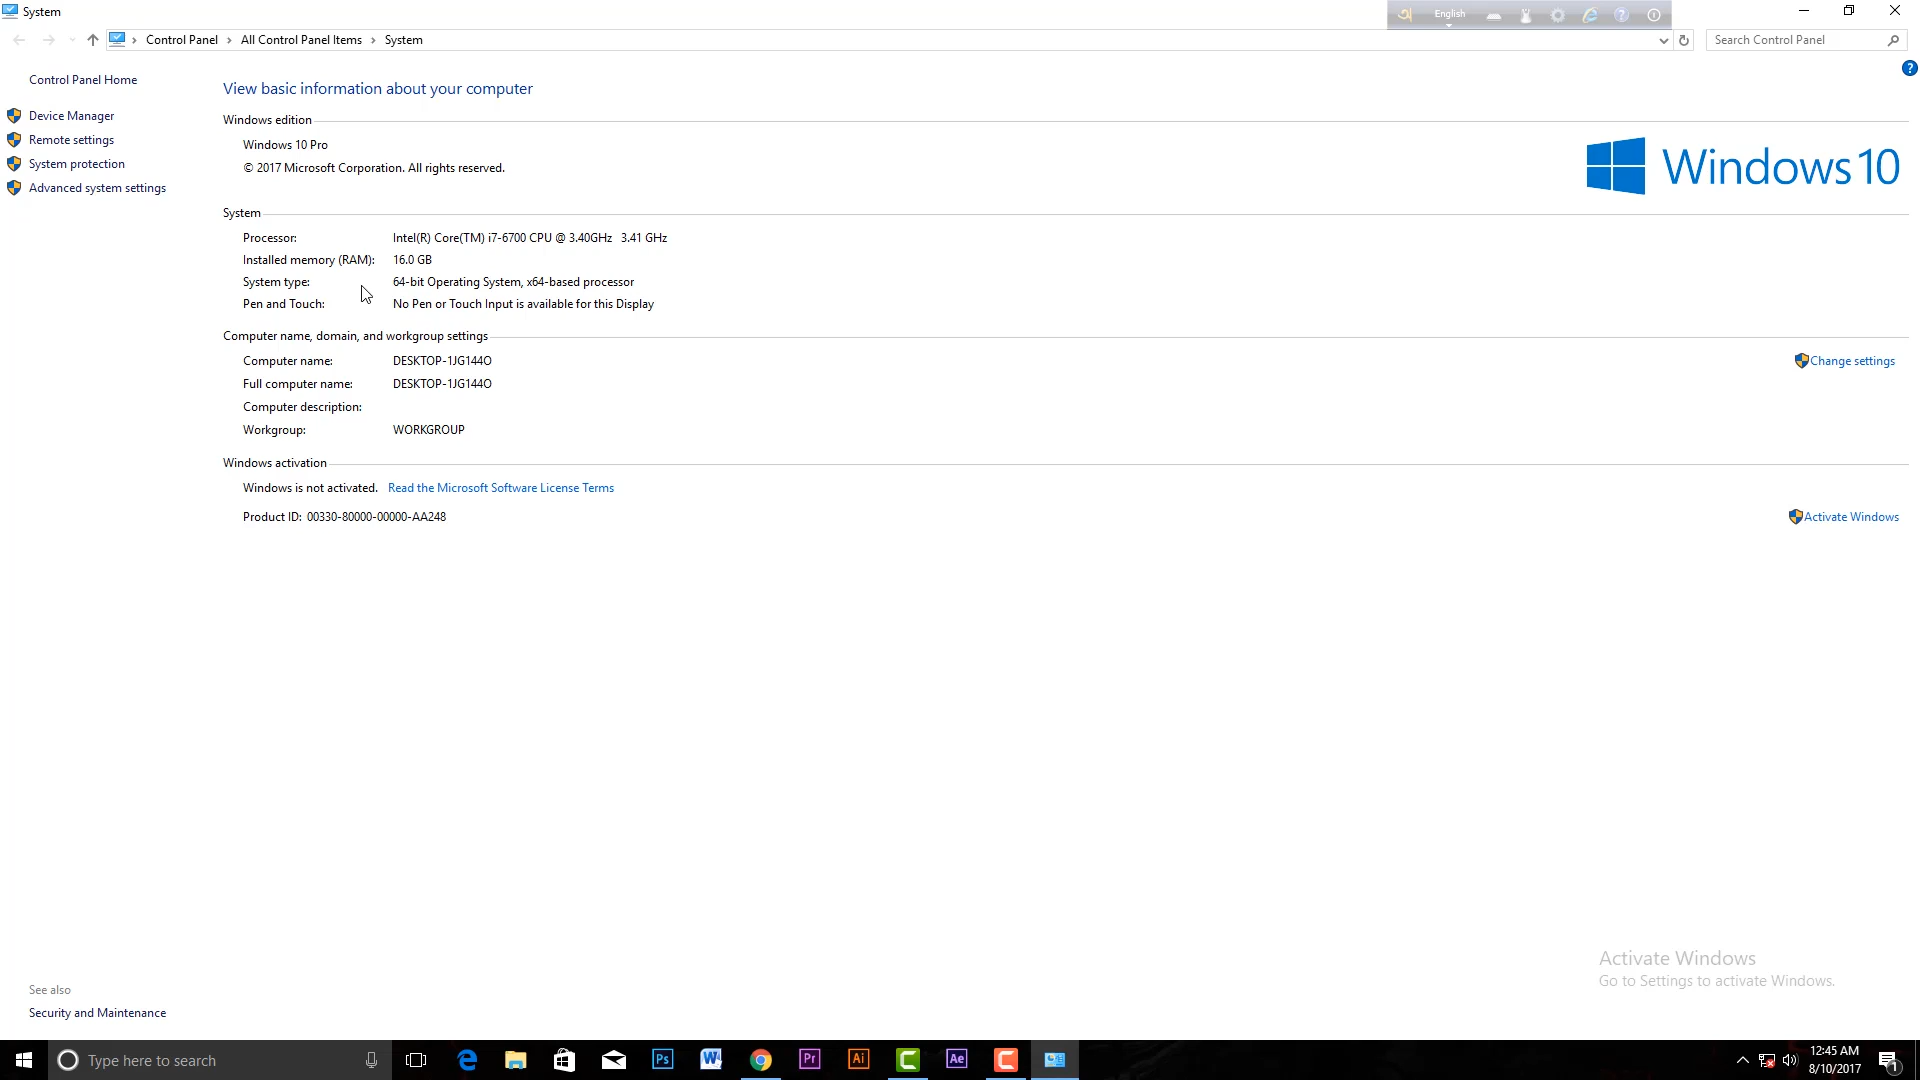 System
English
Control Panel > All Control Panel Items > System
Search Control Panel
Control Panel Home
Device Manager
Remote settings
System protection
Advanced system settings
View basic information about your computer
Windows edition
Windows 10 Pro
© 2017 Microsoft Corporation. All rights reserved.
Windows 10
System
Processor: Intel(R) Core(TM) i7-6700 CPU @ 3.40GHz 3.41 GHz
Installed memory (RAM): 16.0 GB
System type: 64-bit Operating System, x64-based processor
Pen and Touch: No Pen or Touch Input is available for this Display
Computer name, domain, and workgroup settings
Computer name: DESKTOP-1JG144O
Change settings
Full computer name: DESKTOP-1JG144O
Computer description:
Workgroup: WORKGROUP
Windows activation
Windows is not activated. Read the Microsoft Software License Terms
Product ID: 00330-80000-00000-AA248
Activate Windows
Activate Windows
Go to Settings to activate Windows.
See also
Security and Maintenance
Type here to search
Ps
W
Pr
Ai
Ae
12:45 AM
8/10/2017
1